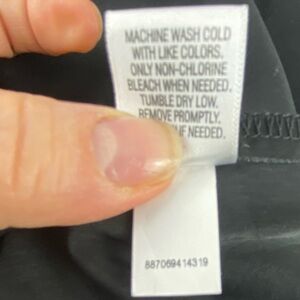 MACHINE WASH COLD
WITH LIKE COLORS.
ONLY NON-CHLORINE
BLEACH WHEN NEEDED.
TUMBLE DRY LOW.
REMOVE PROMPTLY.
IF NEEDED.
887069414319